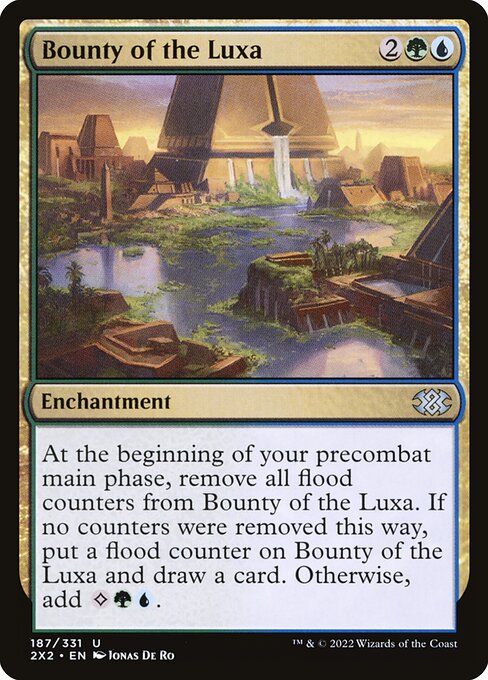 Bounty of the Luxa 2
Enchantment
At the beginning of your precombat
main phase, remove all flood
counters from Bounty of the Luxa. If
no counters were removed this way,
put a flood counter on Bounty of the
Luxa and draw a card. Otherwise,
add .
187/331 U
2X2 • EN Jonas De Ro
™ & © 2022 Wizards of the Coast